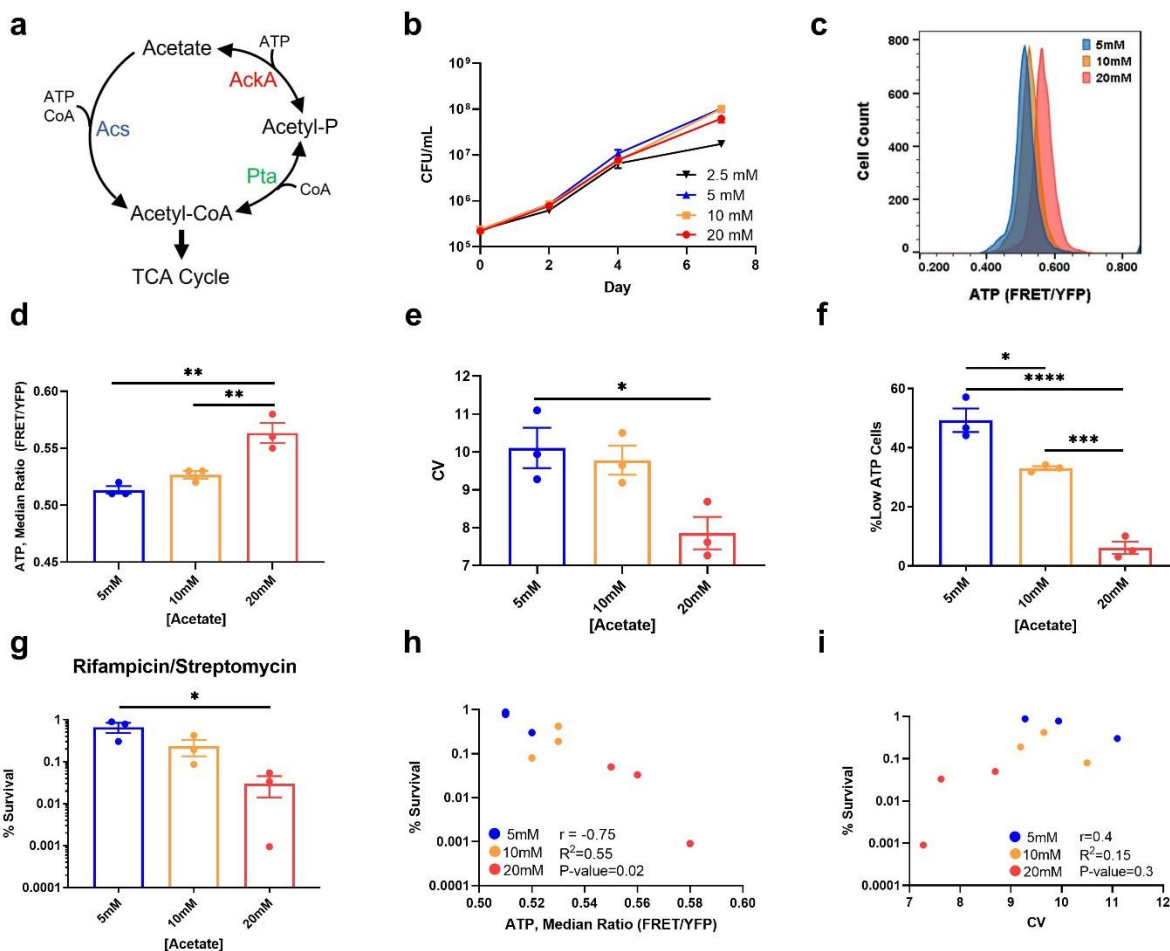 a
Acetate
ATP
AckA
ATP
CoA
Acs
Acetyl-P
Pta
CoA
Acetyl-CoA
TCA Cycle
b
CFU/mL
10⁹
10⁸
10⁷
10⁶
10⁵
2.5 mM
5 mM
10 mM
20 mM
0 2 4 6 8
Day
c
Cell Count
800
600
400
200
0
5mM
10mM
20mM
0.200 0.400 0.600 0.800
ATP (FRET/YFP)
d
ATP, Median Ratio (FRET/YFP)
0.60
0.55
0.50
0.45
**
**
5mM 10mM 20mM
[Acetate]
e
CV
12
11
10
9
8
7
*
5mM 10mM 20mM
[Acetate]
f
%Low ATP Cells
60
40
20
0
*
****
***
5mM 10mM 20mM
[Acetate]
g
Rifampicin/Streptomycin
% Survival
1
0.1
0.01
0.001
0.0001
*
5mM 10mM 20mM
[Acetate]
h
% Survival
1
0.1
0.01
0.001
0.0001
5mM r = -0.75
10mM R²=0.55
20mM P-value=0.02
0.50 0.52 0.54 0.56 0.58 0.60
ATP, Median Ratio (FRET/YFP)
i
% Survival
1
0.1
0.01
0.001
0.0001
5mM r=0.4
10mM R²=0.15
20mM P-value=0.3
7 8 9 10 11 12
CV